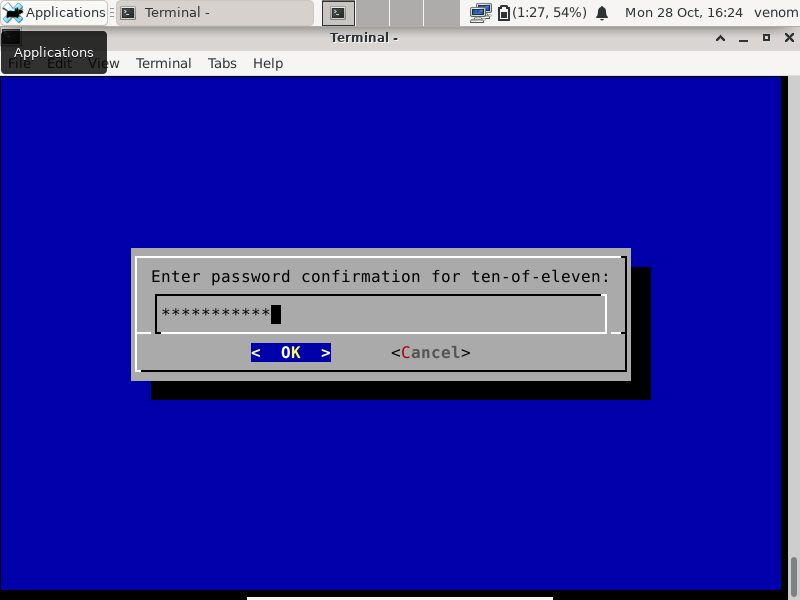 Applications Terminal - (1:27, 54%) Mon 28 Oct, 16:24 venom
Terminal -
Applications
File Edit View Terminal Tabs Help
Enter password confirmation for ten-of-eleven:
***********
< OK > <Cancel>